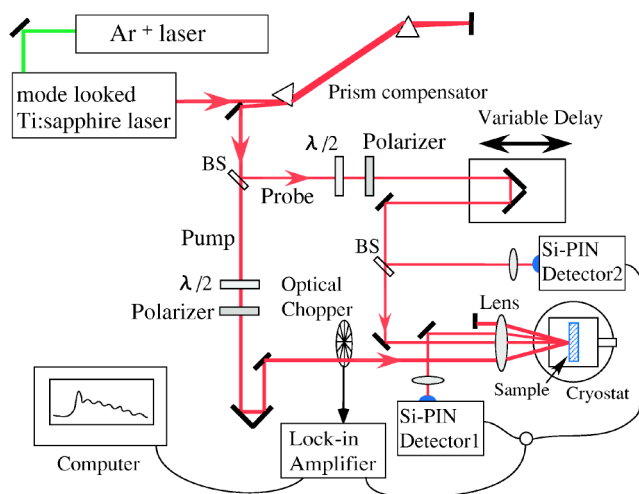 Ar + laser
mode looked
Ti:sapphire laser
Prism compensator
Variable Delay
λ/2
Polarizer
BS
Probe
Pump
BS
Si-PIN
Detector2
λ/2
Optical
Chopper
Polarizer
Lens
Sample
Cryostat
Si-PIN
Detector1
Lock-in
Amplifier
Computer